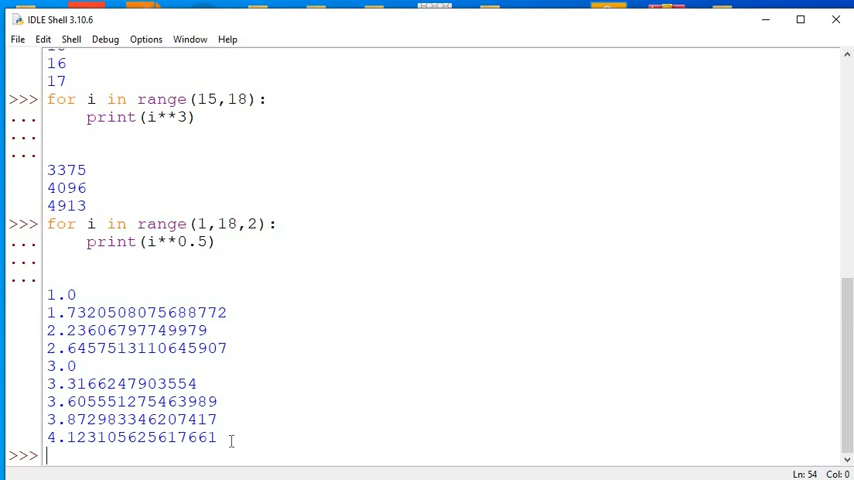 IDLE Shell 3.10.6
File Edit Shell Debug Options Window Help
16
17
>>> for i in range(15,18):
...     print(i**3)
...
...
3375
4096
4913
>>> for i in range(1,18,2):
...     print(i**0.5)
...
...
1.0
1.7320508075688772
2.23606797749979
2.6457513110645907
3.0
3.3166247903554
3.605551275463989
3.872983346207417
4.123105625617661
>>>
Ln: 54 Col: 0